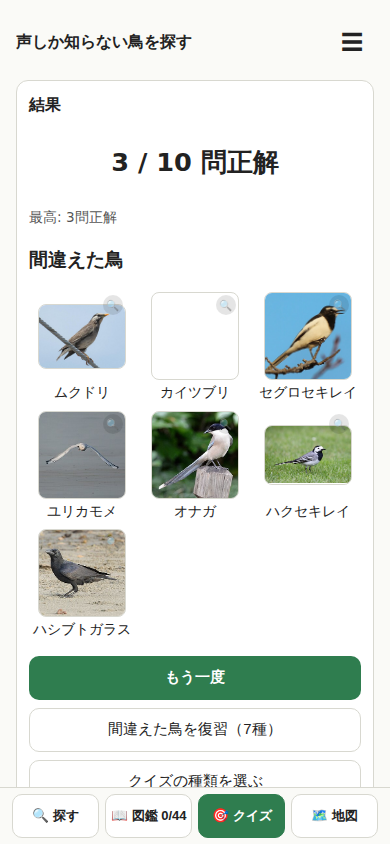 声しか知らない鳥を探す
結果
3 / 10 問正解
最高: 3問正解
間違えた鳥
ムクドリ
カイツブリ
セグロセキレイ
ユリカモメ
オナガ
ハクセキレイ
ハシブトガラス
もう一度
間違えた鳥を復習（7種）
クイズの種類を選ぶ
探す
図鑑 0/44
クイズ
地図